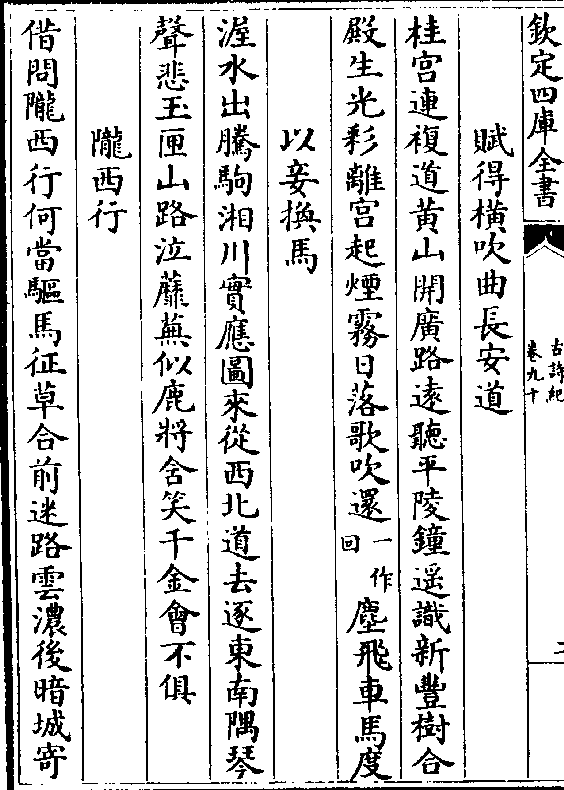 欽定四庫全書
古詩紀
卷九十
二
賦得橫吹曲長安道
桂宫連複道黄山開廣路遠聽平陵鐘遥識新豐樹合
殿生光彩離宫起煙霧日落歌吹還一作回塵飛車馬度
以妾換馬
渥水出騰駒湘川實應圖來從西北道去逐東南隅琴
聲悲玉匣山路泣蘼蕪似鹿將含笑千金會不俱
隴西行
借問隴西行何當驅馬征草合前迷路雲濃後暗城寄